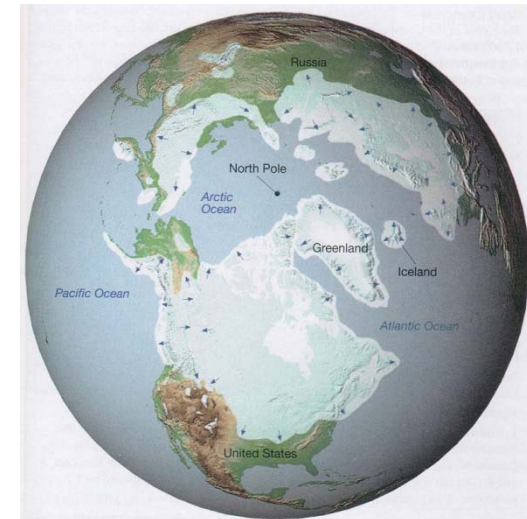 Russia
North Pole
Arctic
Ocean
Greenland
Iceland
Pacific Ocean
Atlantic Ocean
United States